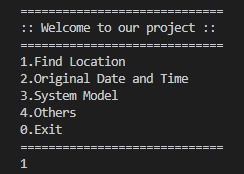 =============================
:: Welcome to our project ::
=============================
1.Find Location
2.Original Date and Time
3.System Model
4.Others
0.Exit
=============================
1